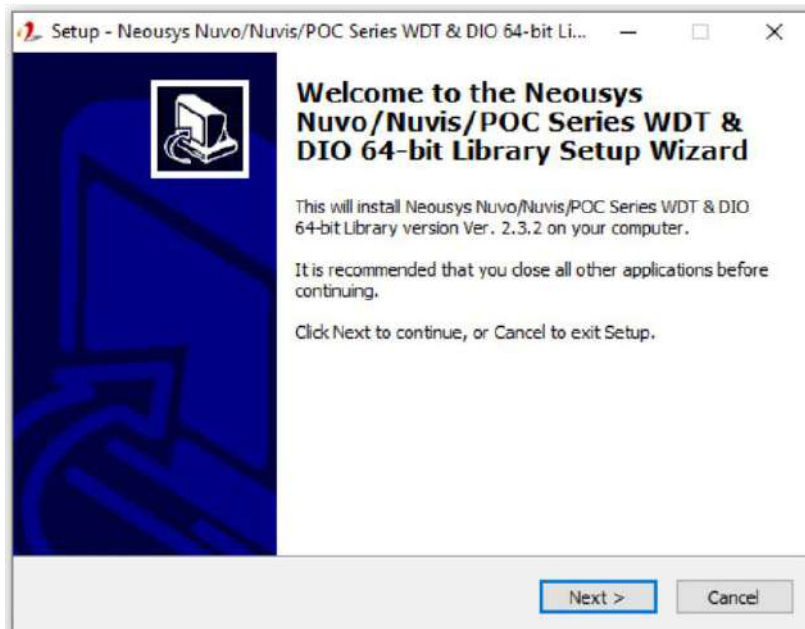 Setup - Neousys Nuvo/Nuvis/POC Series WDT & DIO 64-bit Li...
Welcome to the Neousys
Nuvo/Nuvis/POC Series WDT &
DIO 64-bit Library Setup Wizard
This will install Neousys Nuvo/Nuvis/POC Series WDT & DIO
64-bit Library version Ver. 2.3.2 on your computer.
It is recommended that you close all other applications before
continuing.
Click Next to continue, or Cancel to exit Setup.
Next >
Cancel